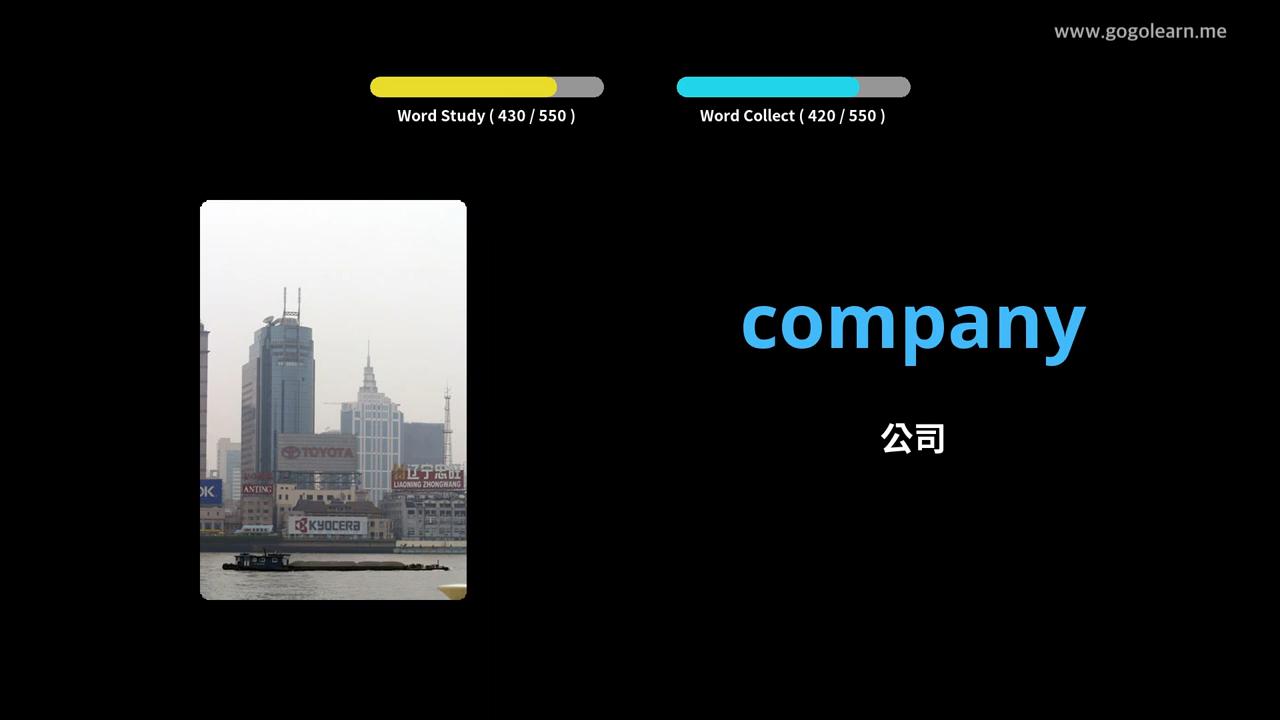 www.gogolearn.me
Word Study ( 430 / 550 )
Word Collect ( 420 / 550 )
company
公司
TOYOTA
辽宁忠旺
LIAONING ZHONGWANG
ANTING
OK
KYOCERA